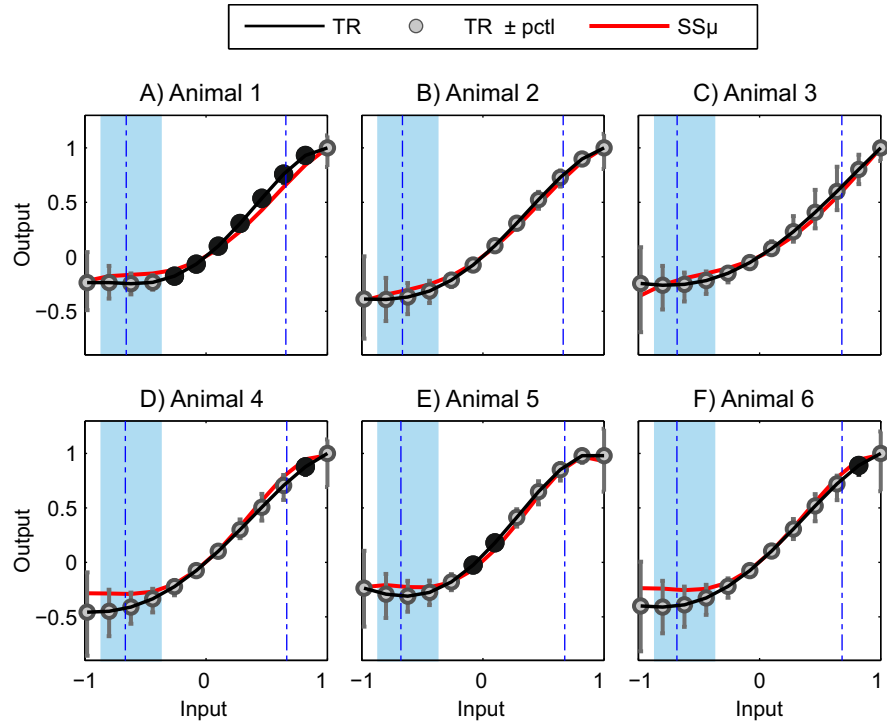 TR TR ± pctl SSµ
A) Animal 1 B) Animal 2 C) Animal 3
1
0.5
0
−0.5
Output
D) Animal 4 E) Animal 5 F) Animal 6
1
0.5
0
−0.5
Output
−1 0 1 −1 0 1 −1 0 1
Input Input Input